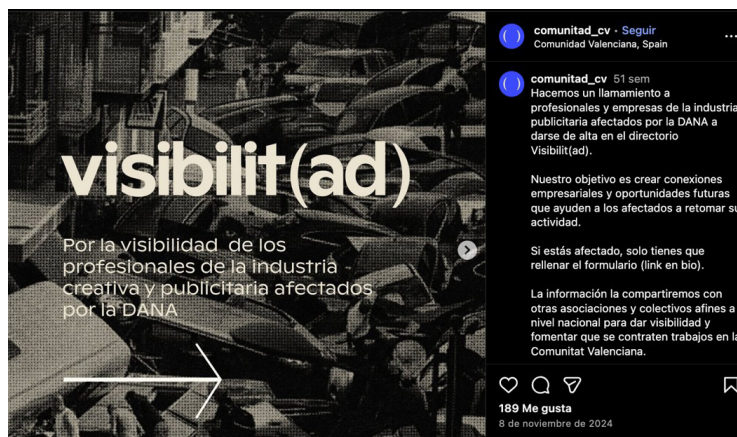 visibilit(ad)
Por la visibilidad de los
profesionales de la industria
creativa y publicitaria afectados
por la DANA
comunitad_cv · Seguir
Comunidad Valenciana, Spain
comunitad_cv 51 sem
Hacemos un llamamiento a
profesionales y empresas de la industria
publicitaria afectados por la DANA a
darse de alta en el directorio
Visibilit(ad).
Nuestro objetivo es crear conexiones
empresariales y oportunidades futuras
que ayuden a los afectados a retomar su
actividad.
Si estás afectado, solo tienes que
rellenar el formulario (link en bio).
La información la compartiremos con
otras asociaciones y colectivos afines a
nivel nacional para dar visibilidad y
fomentar que se contraten trabajos en la
Comunitat Valenciana.
189 Me gusta
8 de noviembre de 2024